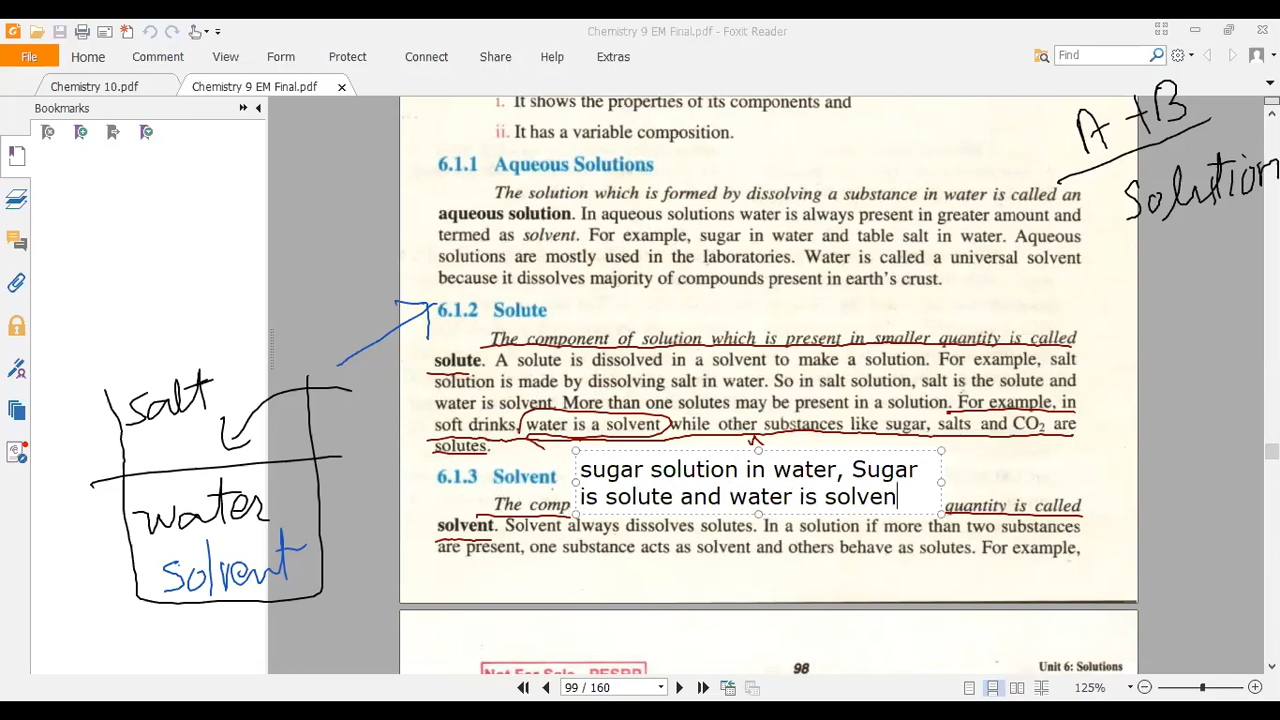 Chemistry 9 EM Final.pdf - Foxit Reader
File Home Comment View Form Protect Connect Share Help Extras
Find
Chemistry 10.pdf
Chemistry 9 EM Final.pdf
Bookmarks
i. It shows the properties of its components and
ii. It has a variable composition.
A + B
solution
6.1.1 Aqueous Solutions
The solution which is formed by dissolving a substance in water is called an
aqueous solution. In aqueous solutions water is always present in greater amount and
termed as solvent. For example, sugar in water and table salt in water. Aqueous
solutions are mostly used in the laboratories. Water is called a universal solvent
because it dissolves majority of compounds present in earth's crust.
6.1.2 Solute
The component of solution which is present in smaller quantity is called
solute. A solute is dissolved in a solvent to make a solution. For example, salt
solution is made by dissolving salt in water. So in salt solution, salt is the solute and
water is solvent. More than one solutes may be present in a solution. For example, in
soft drinks, water is a solvent while other substances like sugar, salts and CO₂ are
solutes.
salt
water
solvent
sugar solution in water, Sugar
is solute and water is solven
6.1.3 Solvent
The comp quantity is called
solvent. Solvent always dissolves solutes. In a solution if more than two substances
are present, one substance acts as solvent and others behave as solutes. For example,
Not For Sale - PESRP
98
Unit 6: Solutions
99 / 160
125%